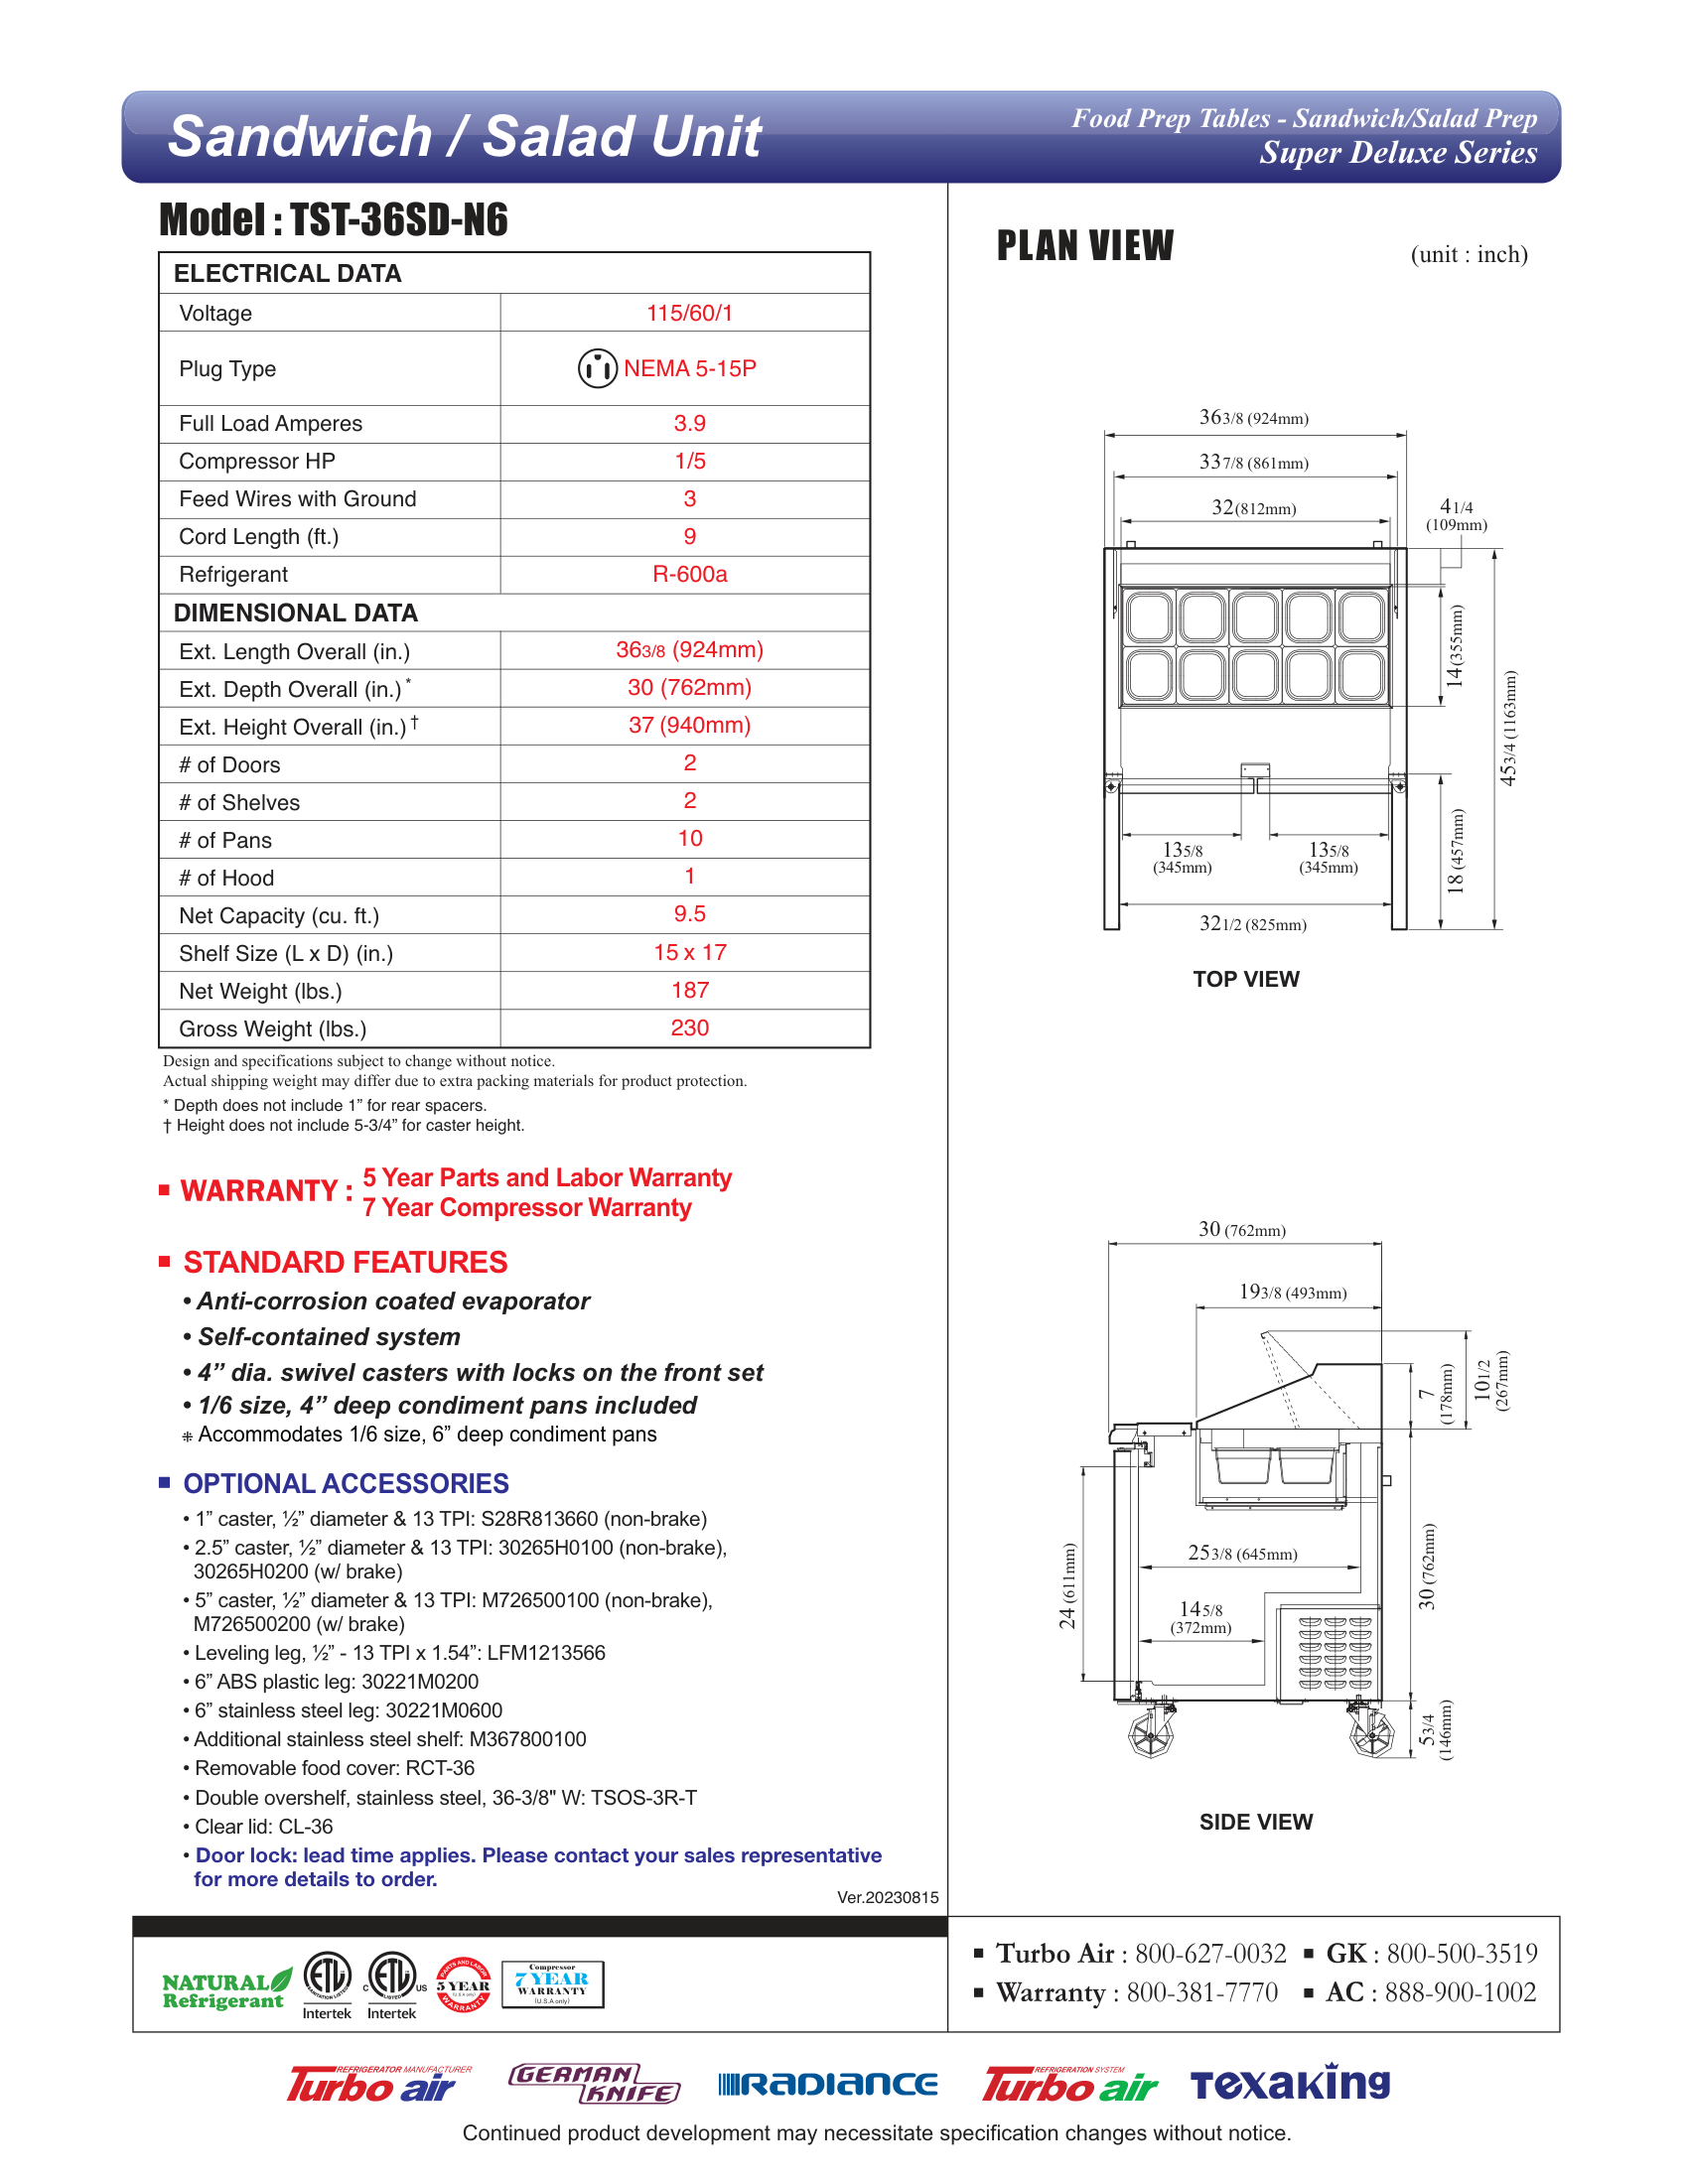 Sandwich / Salad Unit
Food Prep Tables - Sandwich/Salad Prep
Super Deluxe Series
Model : TST-36SD-N6
ELECTRICAL DATA
Voltage 115/60/1
Plug Type NEMA 5-15P
Full Load Amperes 3.9
Compressor HP 1/5
Feed Wires with Ground 3
Cord Length (ft.) 9
Refrigerant R-600a
DIMENSIONAL DATA
Ext. Length Overall (in.) 36 3/8 (924mm)
Ext. Depth Overall (in.) * 30 (762mm)
Ext. Height Overall (in.) † 37 (940mm)
# of Doors 2
# of Shelves 2
# of Pans 10
# of Hood 1
Net Capacity (cu. ft.) 9.5
Shelf Size (L x D) (in.) 15 x 17
Net Weight (lbs.) 187
Gross Weight (lbs.) 230
Design and specifications subject to change without notice.
Actual shipping weight may differ due to extra packing materials for product protection.
* Depth does not include 1” for rear spacers.
† Height does not include 5-3/4” for caster height.
▪ WARRANTY : 5 Year Parts and Labor Warranty
7 Year Compressor Warranty
▪ STANDARD FEATURES
• Anti-corrosion coated evaporator
• Self-contained system
• 4” dia. swivel casters with locks on the front set
• 1/6 size, 4” deep condiment pans included
⁜ Accommodates 1/6 size, 6” deep condiment pans
▪ OPTIONAL ACCESSORIES
• 1” caster, ½” diameter & 13 TPI: S28R813660 (non-brake)
• 2.5” caster, ½” diameter & 13 TPI: 30265H0100 (non-brake),
30265H0200 (w/ brake)
• 5” caster, ½” diameter & 13 TPI: M726500100 (non-brake),
M726500200 (w/ brake)
• Leveling leg, ½” - 13 TPI x 1.54”: LFM1213566
• 6” ABS plastic leg: 30221M0200
• 6” stainless steel leg: 30221M0600
• Additional stainless steel shelf: M367800100
• Removable food cover: RCT-36
• Double overshelf, stainless steel, 36-3/8" W: TSOS-3R-T
• Clear lid: CL-36
• Door lock: lead time applies. Please contact your sales representative
for more details to order.
Ver.20230815
PLAN VIEW
(unit : inch)
36 3/8 (924mm)
33 7/8 (861mm)
32 (812mm)
4 1/4
(109mm)
14 (355mm)
45 3/4 (1163mm)
18 (457mm)
13 5/8
(345mm)
13 5/8
(345mm)
32 1/2 (825mm)
TOP VIEW
30 (762mm)
19 3/8 (493mm)
7
(178mm)
10 1/2
(267mm)
24 (611mm)
25 3/8 (645mm)
14 5/8
(372mm)
30 (762mm)
5 3/4
(146mm)
SIDE VIEW
NATURAL
Refrigerant
ETL
SANITATION LISTED
Intertek
C ETL US
LISTED
Intertek
PARTS AND LABOR
5 YEAR
(U.S.A only)
WARRANTY
Compressor
7 YEAR
WARRANTY
(U.S.A only)
▪ Turbo Air : 800-627-0032
▪ GK : 800-500-3519
▪ Warranty : 800-381-7770
▪ AC : 888-900-1002
REFRIGERATOR MANUFACTURER
Turbo air
GERMAN
KNIFE
RADIANCE
REFRIGERATION SYSTEM
Turbo air
Texaking
Continued product development may necessitate specification changes without notice.